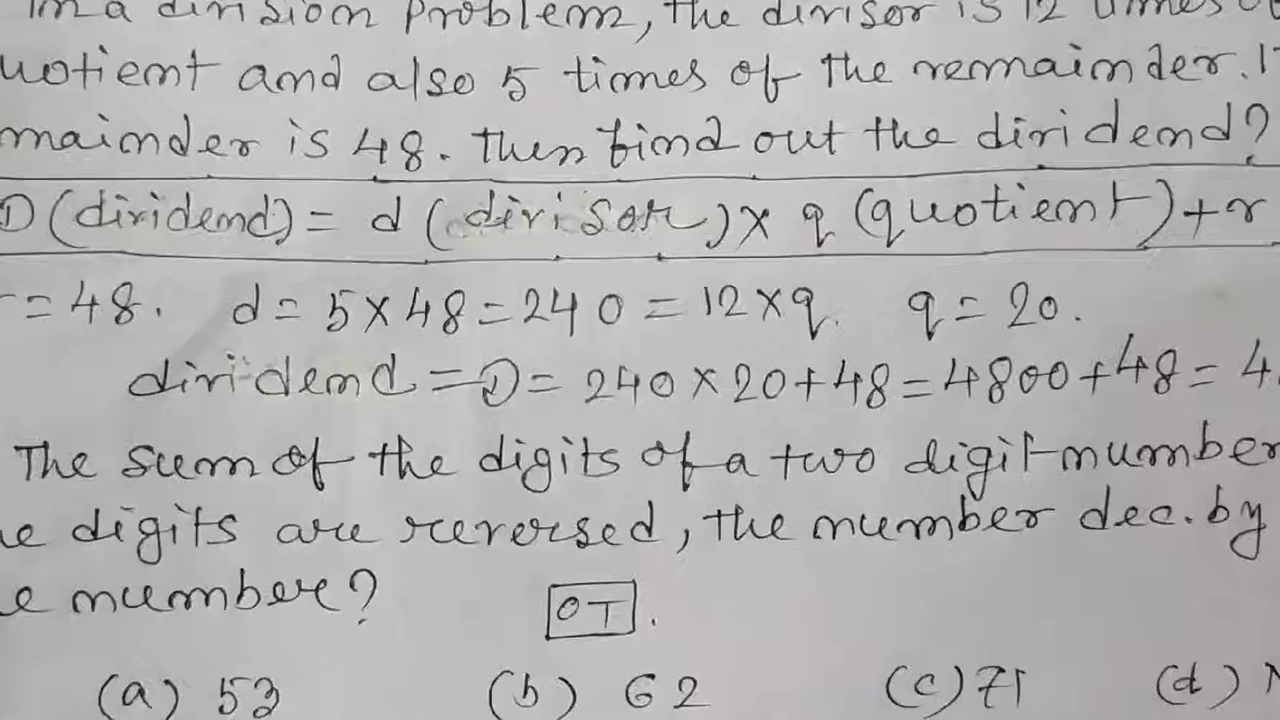 In a division problem, the divisor is 12 times
uotient and also 5 times of the remainder. I
mainder is 48. Then find out the dividend?
D (dividend) = d (divisor) × q (quotient) + r
= 48. d = 5 × 48 = 240 = 12 × q. q = 20.
dividend = D = 240 × 20 + 48 = 4800 + 48 = 4
The sum of the digits of a two digit number
e digits are reversed, the number dec. by
e number? OT.
(a) 53 (b) 62 (c) 71 (d) N